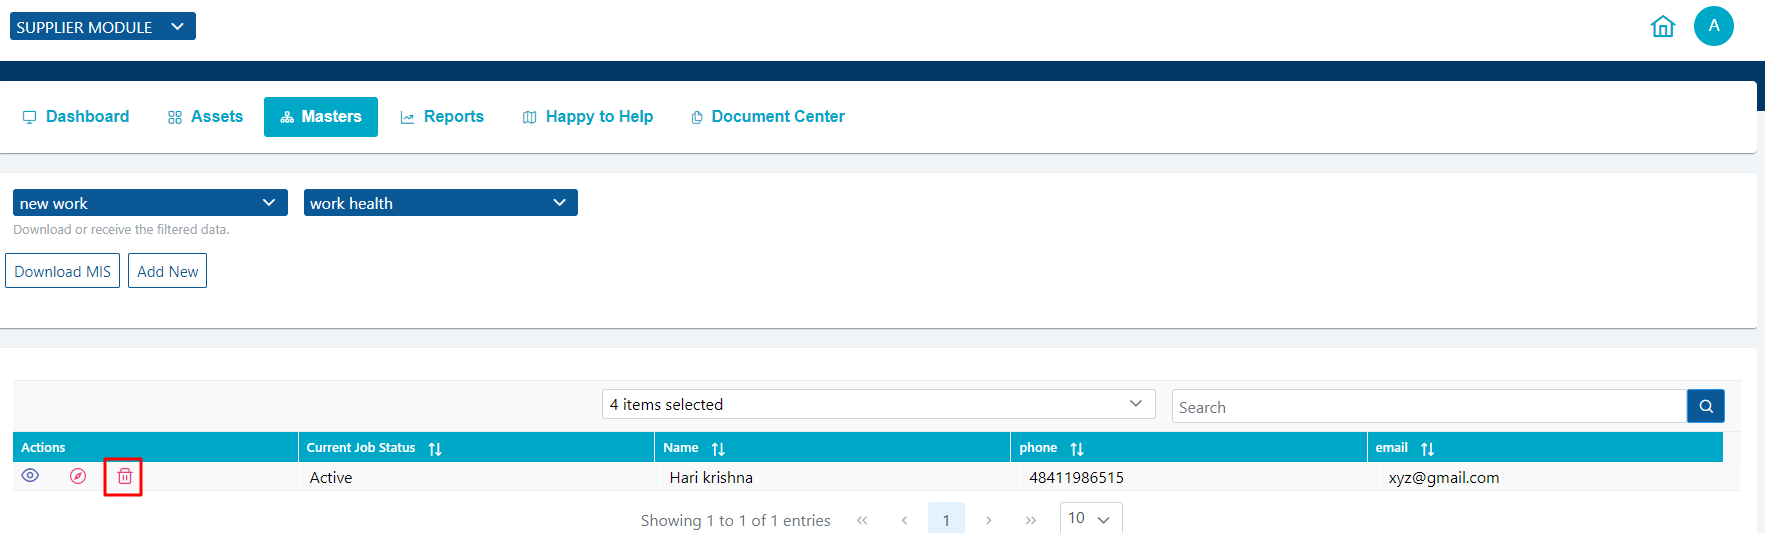 SUPPLIER MODULE
A
Dashboard Assets Masters Reports Happy to Help Document Center
new work work health
Download or receive the filtered data.
Download MIS Add New
4 items selected Search
Actions Current Job Status Name phone email
Active Hari krishna 48411986515 xyz@gmail.com
Showing 1 to 1 of 1 entries « ‹ 1 › » 10